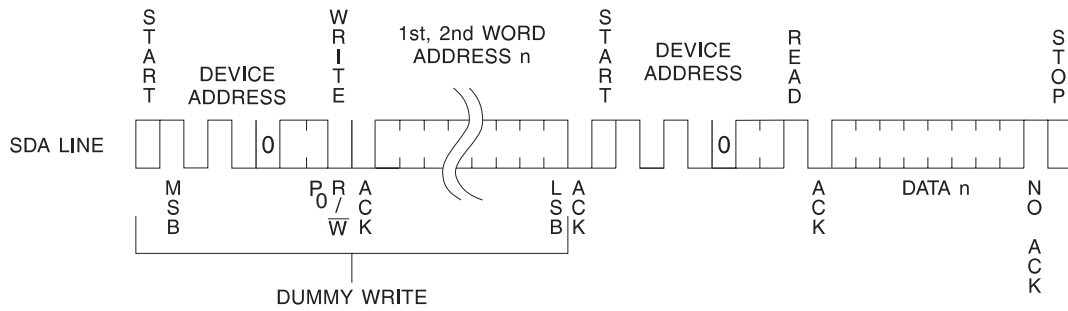 START
WRITE
1st, 2nd WORD
ADDRESS n
START
DEVICE
ADDRESS
READ
STOP
DEVICE
ADDRESS
SDA LINE
0
0
MSB
P0
R/W
ACK
LSB
ACK
ACK
DATA n
NO ACK
DUMMY WRITE